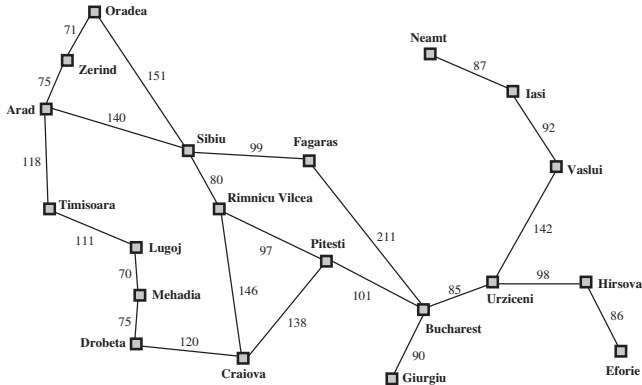 Oradea
71
Neamt
Zerind
87
75
151
Iasi
Arad
140
92
Sibiu
Fagaras
99
118
Vaslui
80
Rimnicu Vilcea
Timisoara
142
211
111
Lugoj
97
Pitesti
70
98
Hirsova
146
101
85
Mehadia
Urziceni
138
86
75
Bucharest
120
Drobeta
90
Eforie
Craiova
Giurgiu